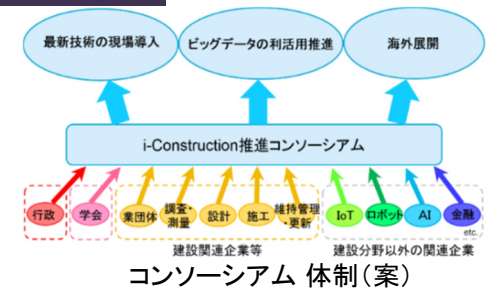 最新技術の現場導入
ビッグデータの利活用推進
海外展開
i-Construction推進コンソーシアム
行政
学会
業団体
調査・
測量
設計
施工
維持管理
・更新
IoT
ロボット
AI
金融
etc.
建設関連企業等
建設分野以外の関連企業
コンソーシアム 体制（案）